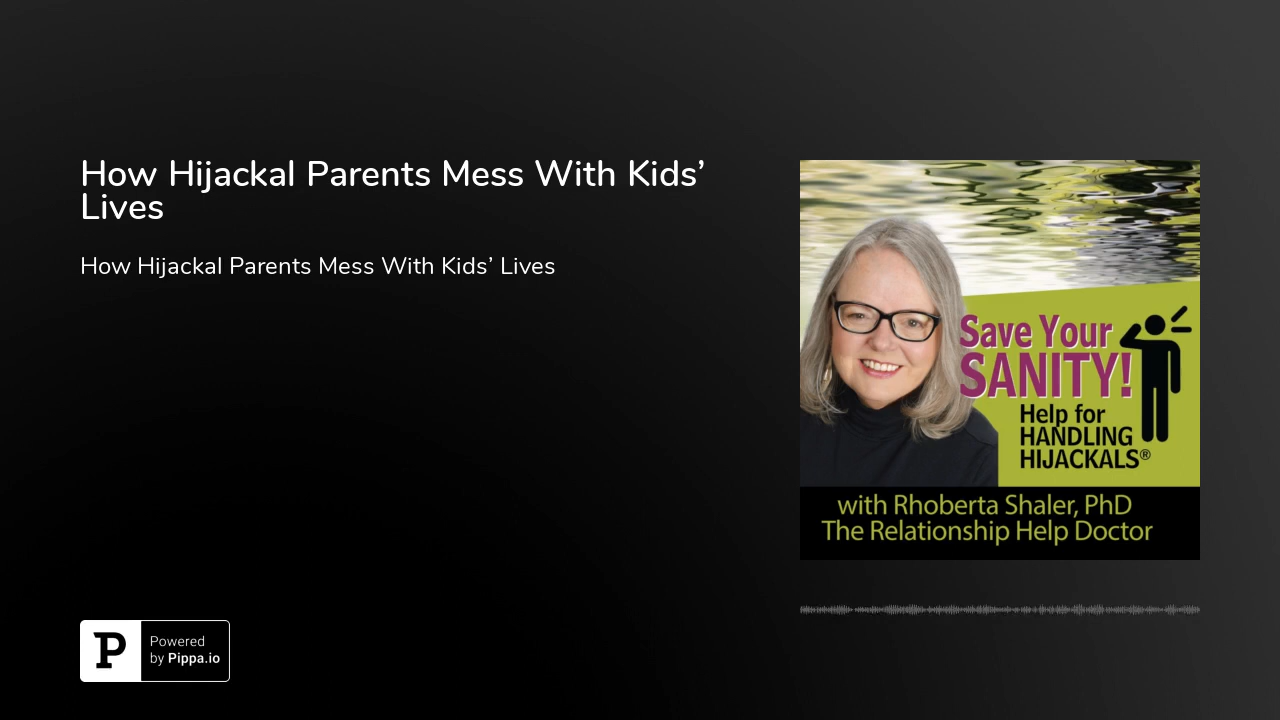 How Hijackal Parents Mess With Kids’
Lives
How Hijackal Parents Mess With Kids’ Lives
Save Your
SANITY!
Help for
HANDLING
HIJACKALS®
with Rhoberta Shaler, PhD
The Relationship Help Doctor
P
Powered
by Pippa.io